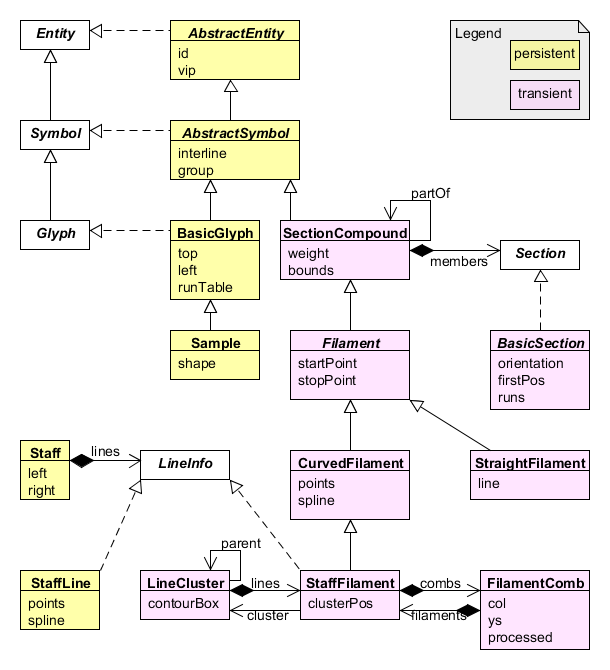 Entity
AbstractEntity
id
vip
Legend
persistent
transient
Symbol
AbstractSymbol
interline
group
partOf
Glyph
BasicGlyph
top
left
runTable
SectionCompound
weight
bounds
members
Section
Sample
shape
Filament
startPoint
stopPoint
BasicSection
orientation
firstPos
runs
Staff
left
right
lines
LineInfo
CurvedFilament
points
spline
StraightFilament
line
parent
StaffLine
points
spline
LineCluster
contourBox
lines
cluster
StaffFilament
clusterPos
combs
filaments
FilamentComb
col
ys
processed